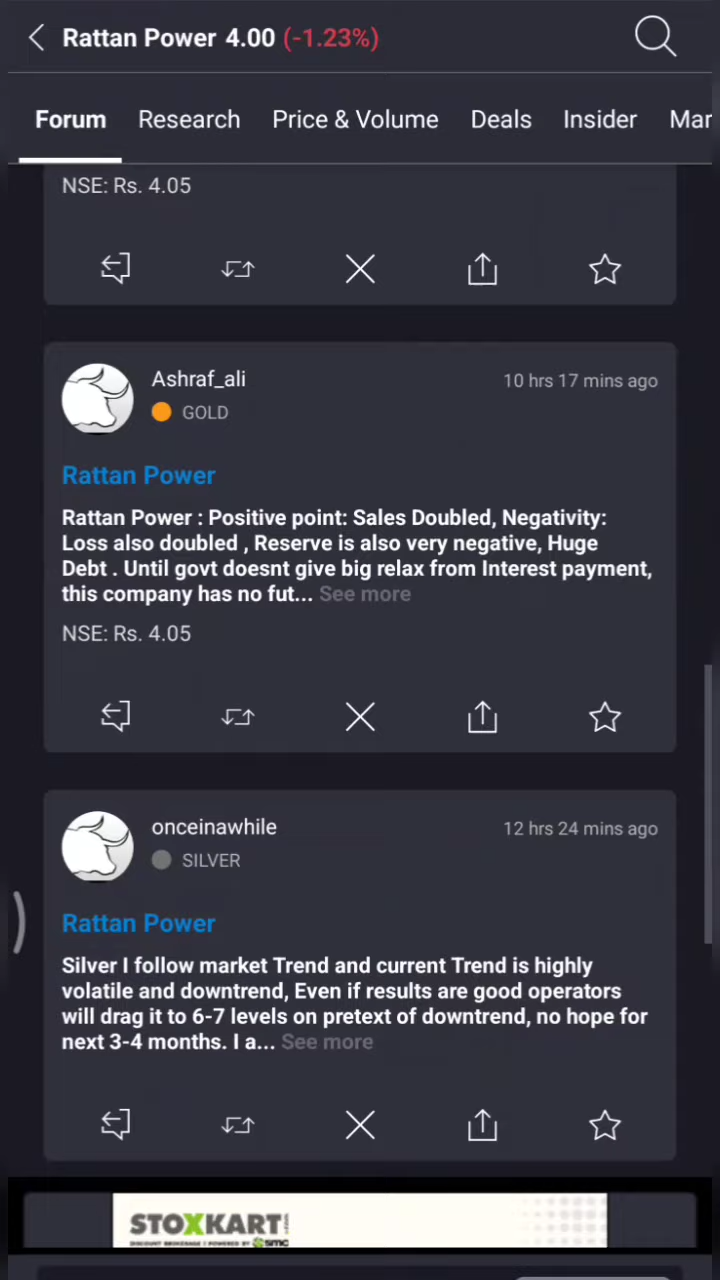 Rattan Power 4.00 (-1.23%)
Forum Research Price & Volume Deals Insider Mar
NSE: Rs. 4.05
Ashraf_ali
10 hrs 17 mins ago
GOLD
Rattan Power
Rattan Power : Positive point: Sales Doubled, Negativity:
Loss also doubled , Reserve is also very negative, Huge
Debt . Until govt doesnt give big relax from Interest payment,
this company has no fut... See more
NSE: Rs. 4.05
onceinawhile
12 hrs 24 mins ago
SILVER
Rattan Power
Silver I follow market Trend and current Trend is highly
volatile and downtrend, Even if results are good operators
will drag it to 6-7 levels on pretext of downtrend, no hope for
next 3-4 months. I a... See more
STOXKART
DISCOUNT BROKERAGE | POWERED BY smc